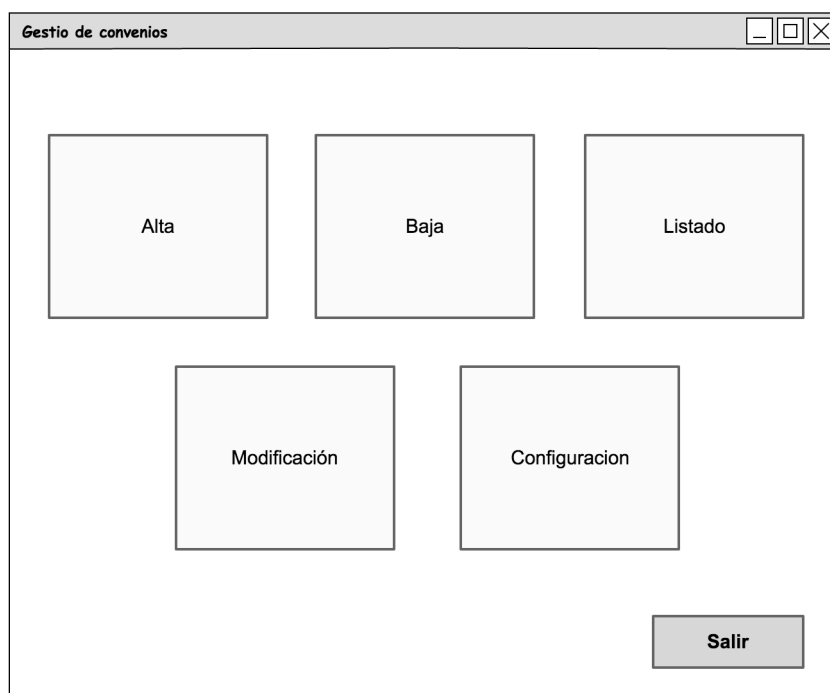 Gestio de convenios
Alta
Baja
Listado
Modificación
Configuracion
Salir